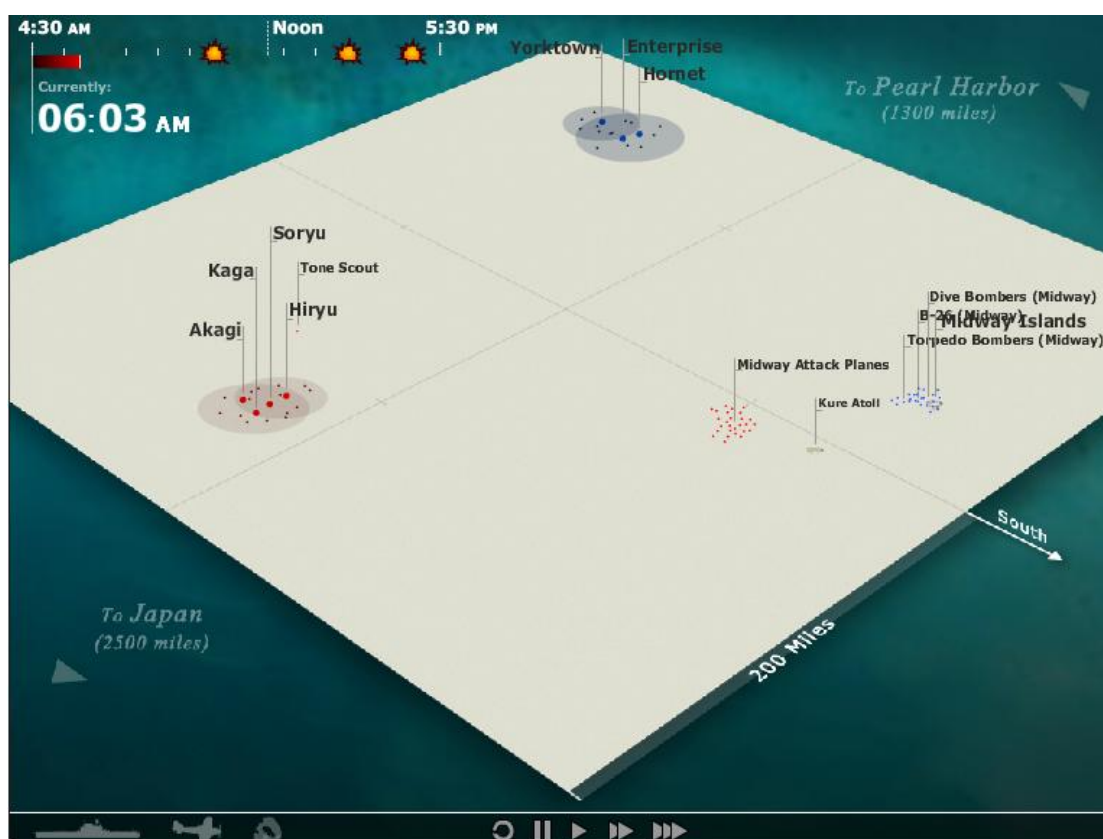 4:30 AM
Noon
5:30 PM
Currently:
06:03 AM
Yorktown
Enterprise
Hornet
To Pearl Harbor
(1300 miles)
Soryu
Kaga
Tone Scout
Hiryu
Akagi
Dive Bombers (Midway)
B-26 (Midway)
Midway Islands
Torpedo Bombers (Midway)
Midway Attack Planes
Kure Atoll
South
To Japan
(2500 miles)
200 Miles